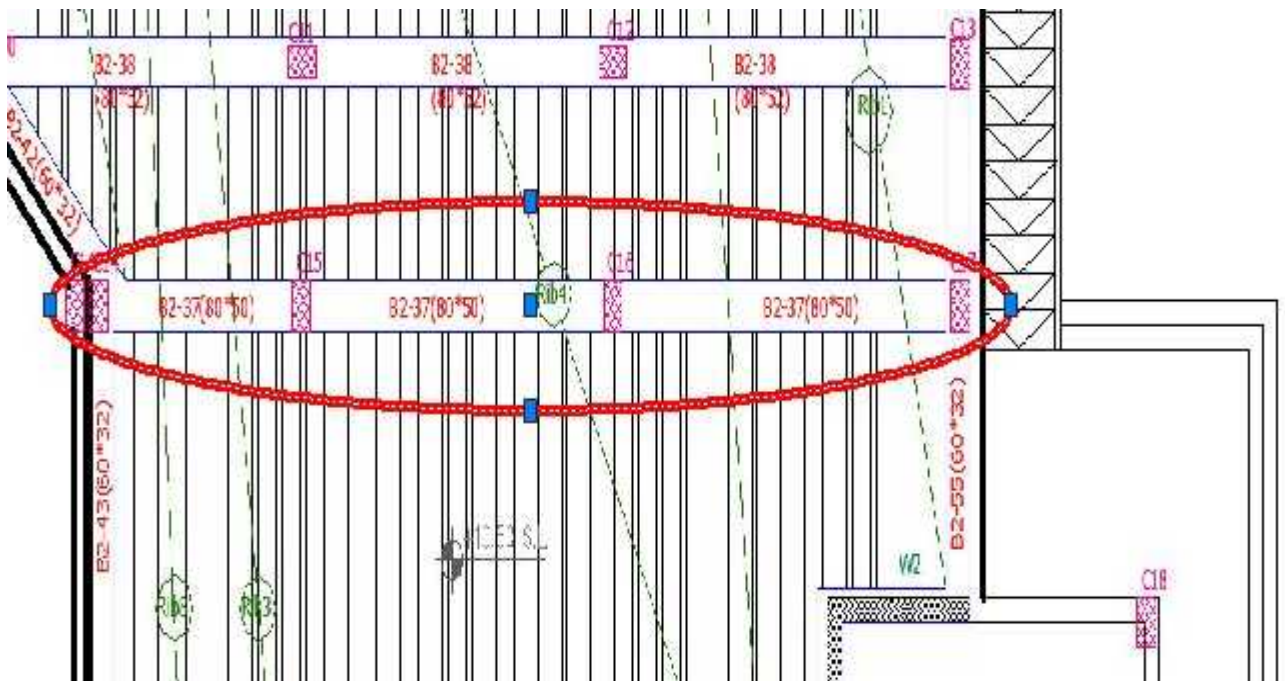 C11
C12
C13
B2-38
B2-38
B2-38
(80*52)
(80*52)
(80*52)
B2-42(60*32)
C15
C16
B2-37(80*50)
B2-37(80*50)
Rib4
B2-37(80*50)
B2-43(60*32)
B2-55(60*32)
W2
C18
Rib3